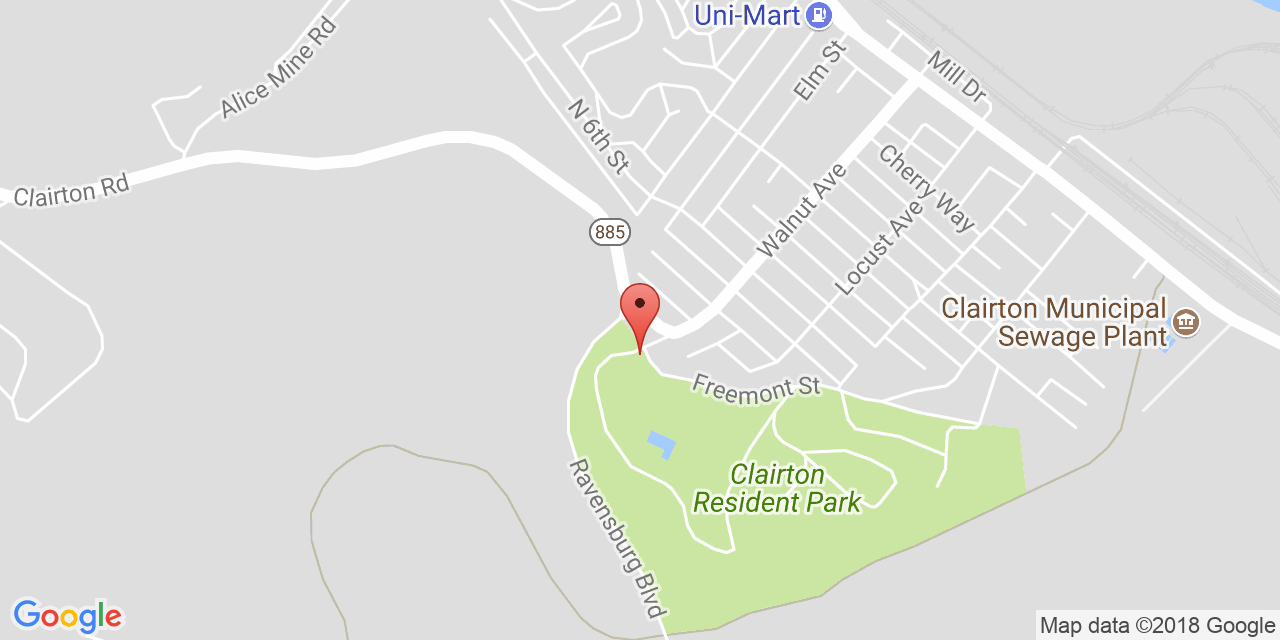 Uni-Mart
Elm St
Mill Dr
Alice Mine Rd
N 6th St
Clairton Rd
Cherry Way
Walnut Ave
Locust Ave
885
Clairton Municipal
Sewage Plant
Freemont St
Clairton
Resident Park
Ravensburg Blvd
Google
Map data ©2018 Google